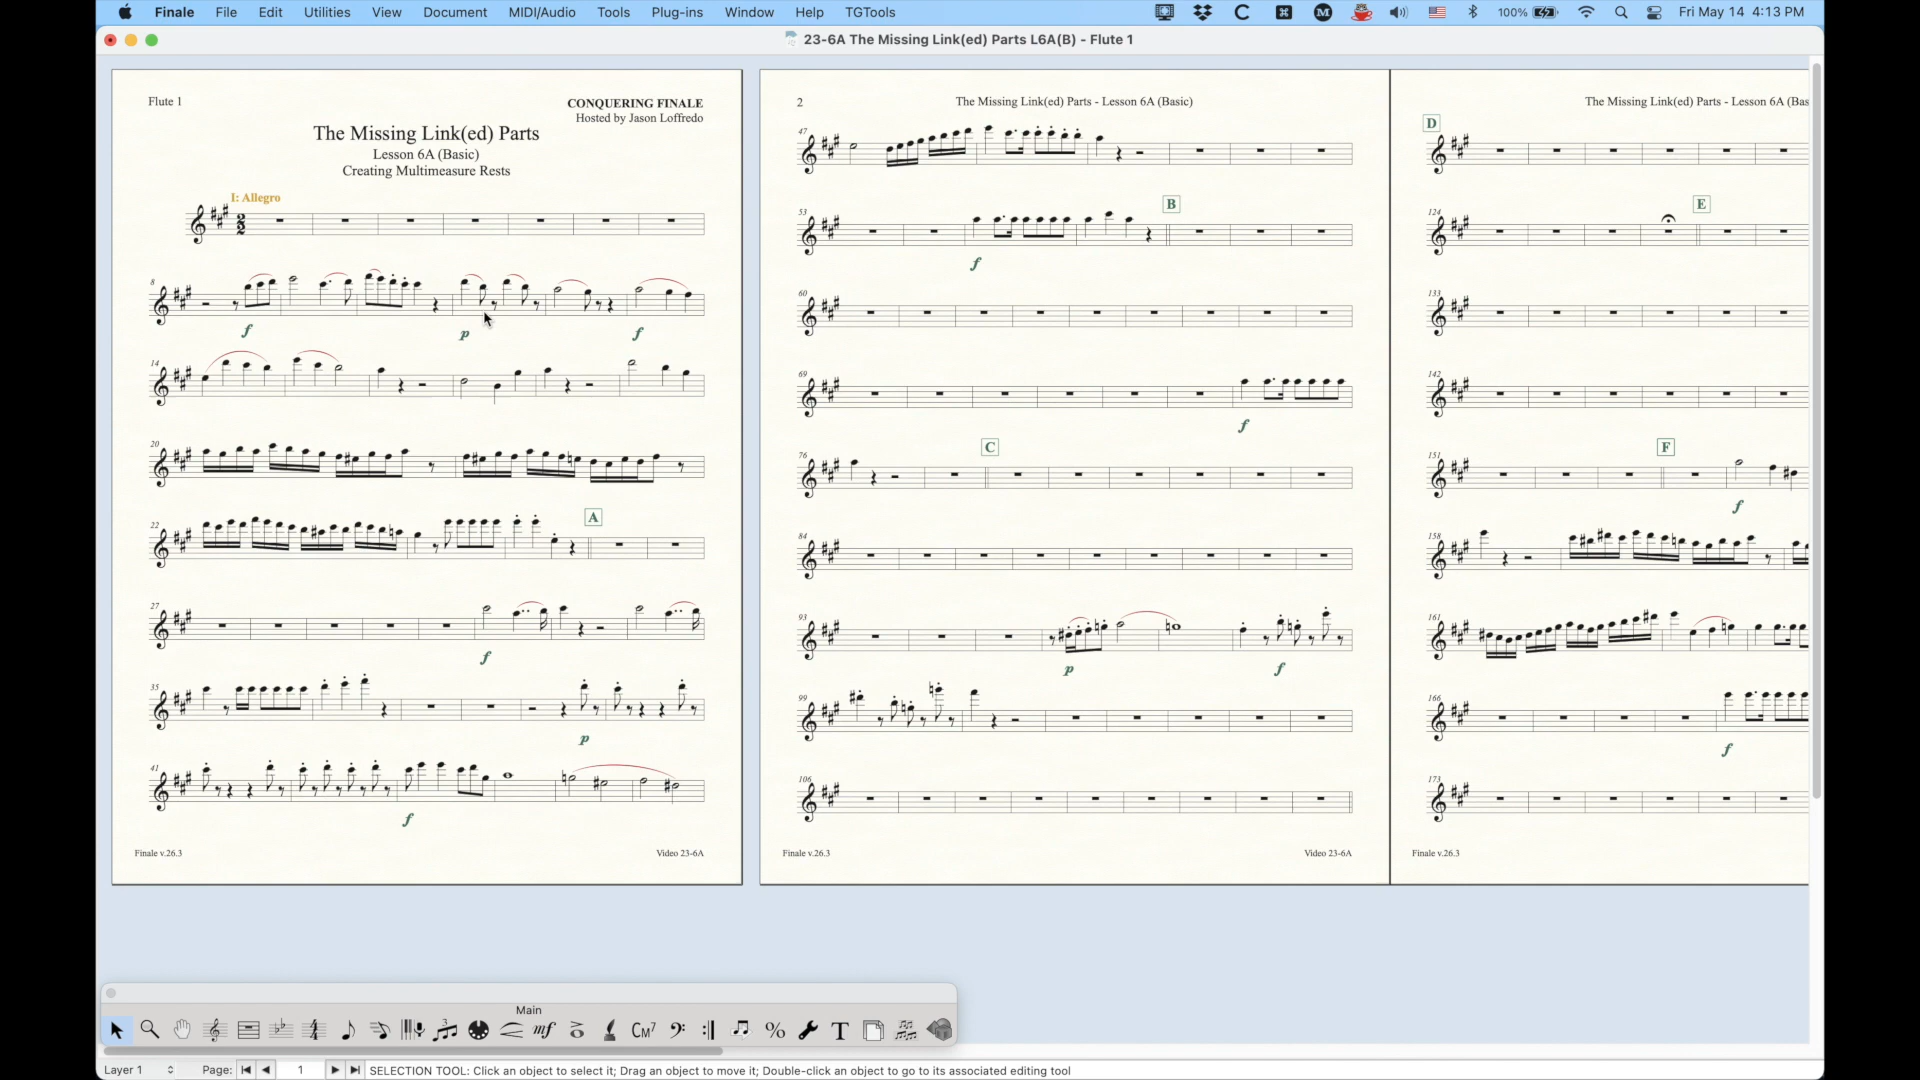 Finale File Edit Utilities View Document MIDI/Audio Tools Plug-ins Window Help TGTools 100% Fri May 14 4:13 PM
23-6A The Missing Link(ed) Parts L6A(B) - Flute 1
Flute 1
CONQUERING FINALE
Hosted by Jason Loffredo
The Missing Link(ed) Parts
Lesson 6A (Basic)
Creating Multimeasure Rests
I: Allegro
8
f p f
14
20
22
A
27
f
35
p
41
f
Finale v.26.3 Video 23-6A
2 The Missing Link(ed) Parts - Lesson 6A (Basic)
47
53
B
f
60
69
f
76
C
84
93
p f
99
106
Finale v.26.3 Video 23-6A
The Missing Link(ed) Parts - Lesson 6A (Bas
D
124
E
133
142
151
F
f
158
161
166
f
173
Finale v.26.3
Main
mf CM7 % T
Layer 1 Page: 1 SELECTION TOOL: Click an object to select it; Drag an object to move it; Double-click an object to go to its associated editing tool